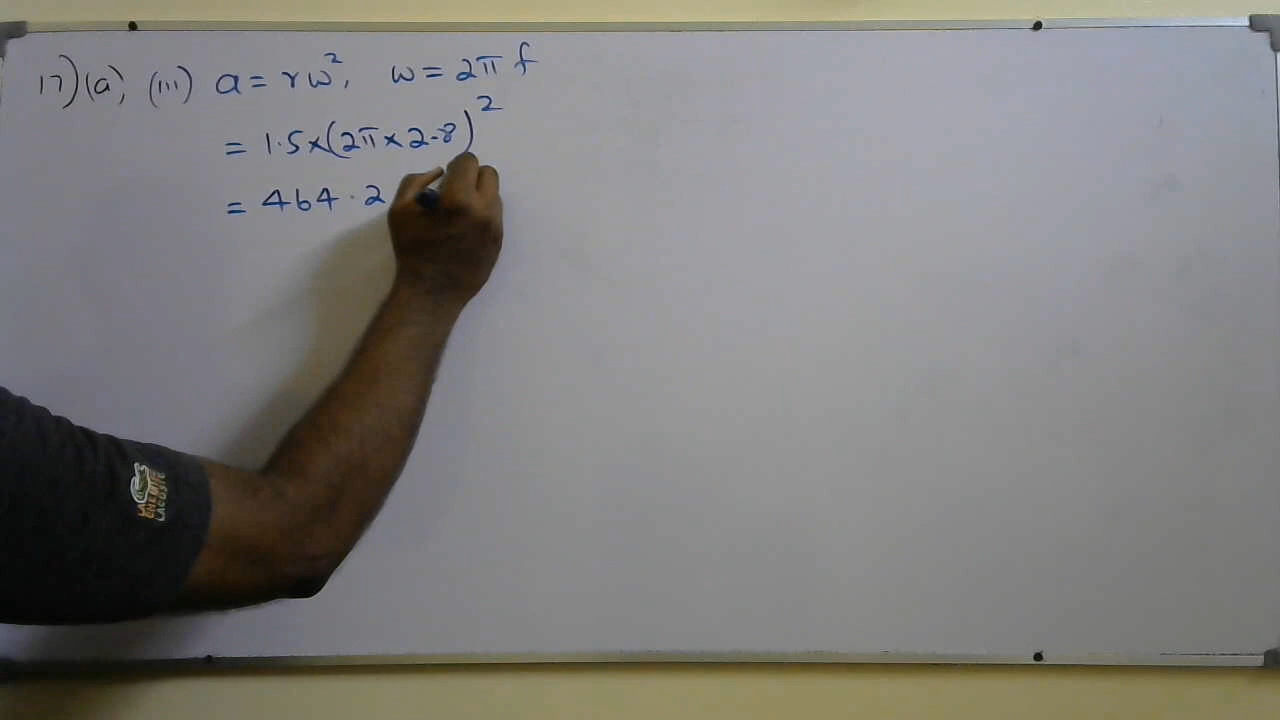 17)(a), (iii) a = rω², ω = 2π f
= 1.5×(2π×2.8)²
= 464.2